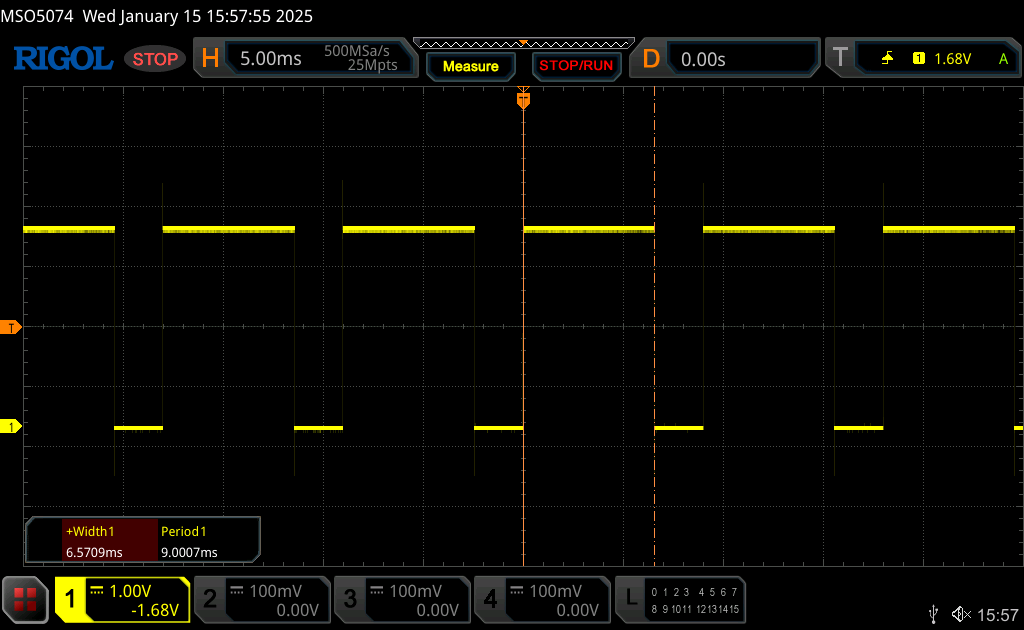 MSO5074 Wed January 15 15:57:55 2025
RIGOL STOP H 5.00ms 500MSa/s 25Mpts Measure STOP/RUN D 0.00s T 1 1.68V A
T
T
1
+Width1 Period1
6.5709ms 9.0007ms
1 1.00V -1.68V 2 100mV 0.00V 3 100mV 0.00V 4 100mV 0.00V L 0 1 2 3 4 5 6 7
8 9 10 11 12 13 14 15
15:57